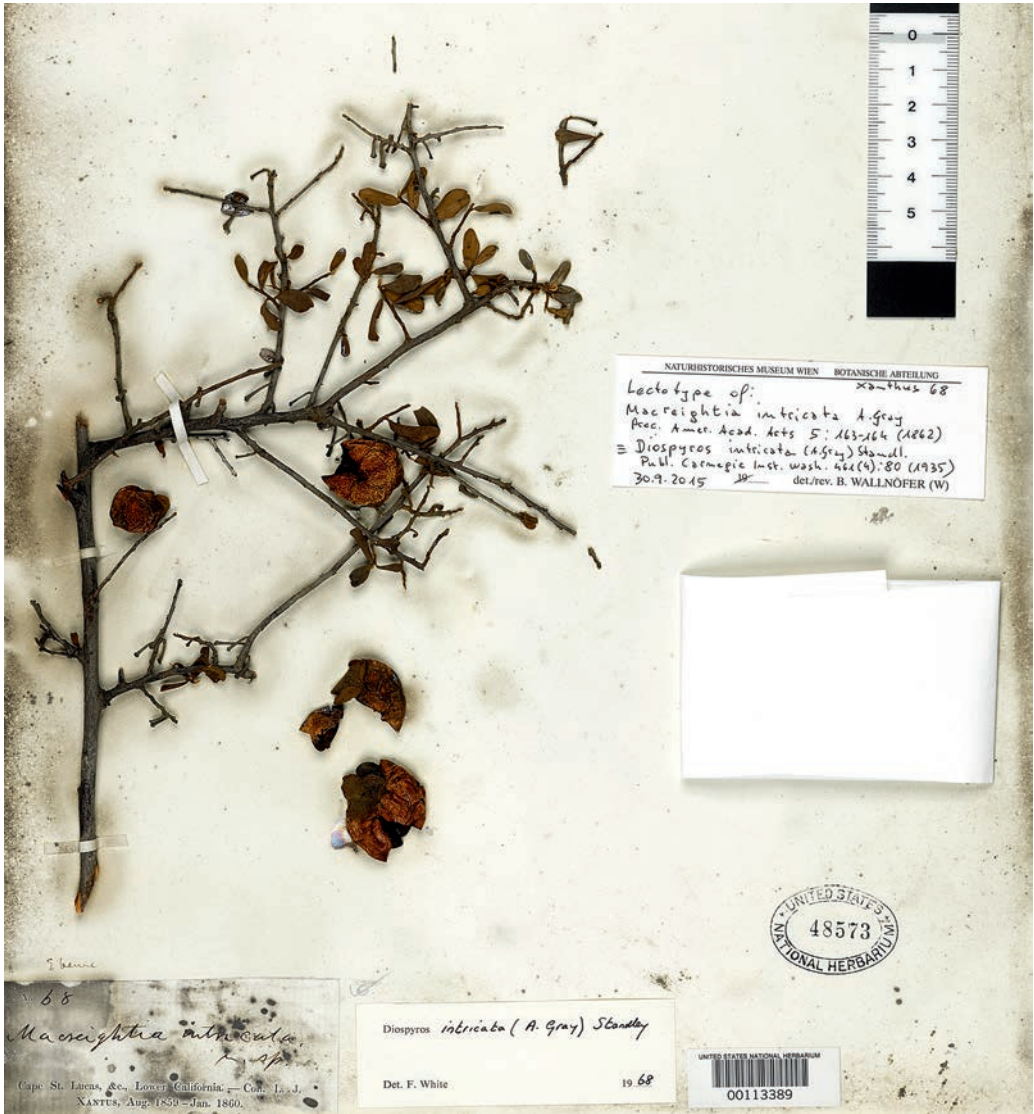 0
1
2
3
4
5
NATURHISTORISCHES MUSEUM WIEN BOTANISCHE ABTEILUNG
Xanthus 68
Lectotype of:
Macreightia intricata A.Gray
Proc. Amer. Acad. Arts 5: 163-164 (1862)
≡ Diospyros intricata (A.Gray) Standl.
Publ. Carnegie Inst. Wash. 461(4): 80 (1935)
30.9.2015 19 det./rev. B. WALLNÖFER (W)
UNITED STATES
48573
NATIONAL HERBARIUM
68
Macreightia intricata,
n. sp.
Cape St. Lucas, &c., Lower California.—Coll. L. J.
XANTUS, Aug. 1859–Jan. 1860.
Diospyros intricata (A. Gray) Standley
Det. F. White 1968
UNITED STATES NATIONAL HERBARIUM
00113389